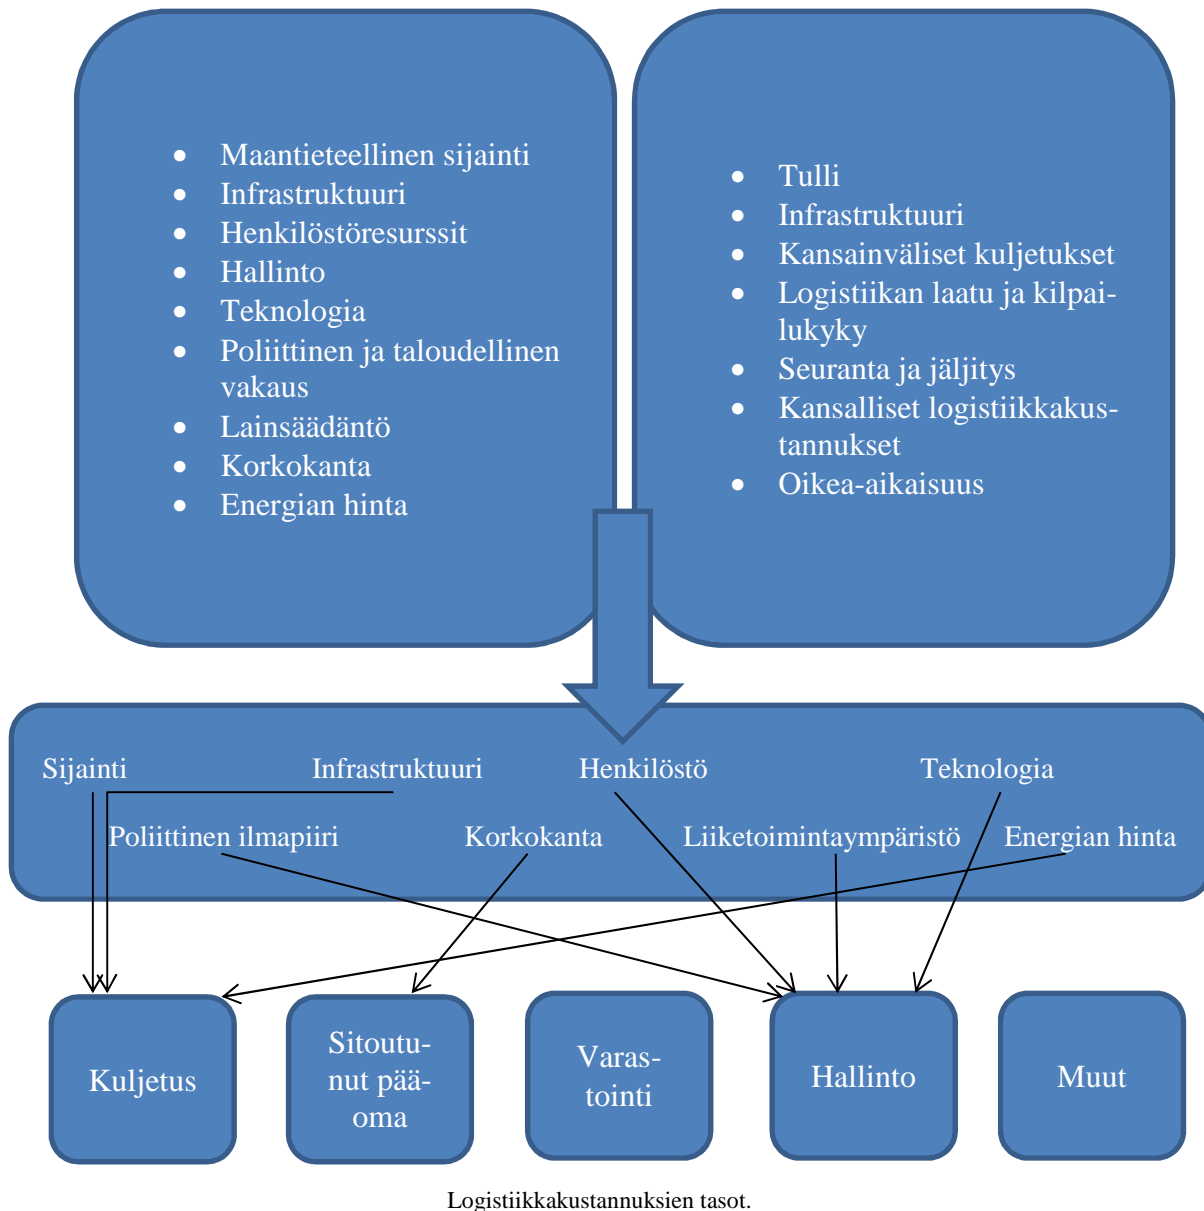 • Maantieteellinen sijainti
• Infrastruktuuri
• Henkilöstöresurssit
• Hallinto
• Teknologia
• Poliittinen ja taloudellinen
vakaus
• Lainsäädäntö
• Korkokanta
• Energian hinta
• Tulli
• Infrastruktuuri
• Kansainväliset kuljetukset
• Logistiikan laatu ja kilpai-
lukyky
• Seuranta ja jäljitys
• Kansalliset logistiikkakus-
tannukset
• Oikea-aikaisuus
Sijainti Infrastruktuuri Henkilöstö Teknologia
Poliittinen ilmapiiri Korkokanta Liiketoimintaympäristö Energian hinta
Kuljetus
Sitoutu-
nut pää-
oma
Varas-
tointi
Hallinto
Muut
Logistiikkakustannuksien tasot.